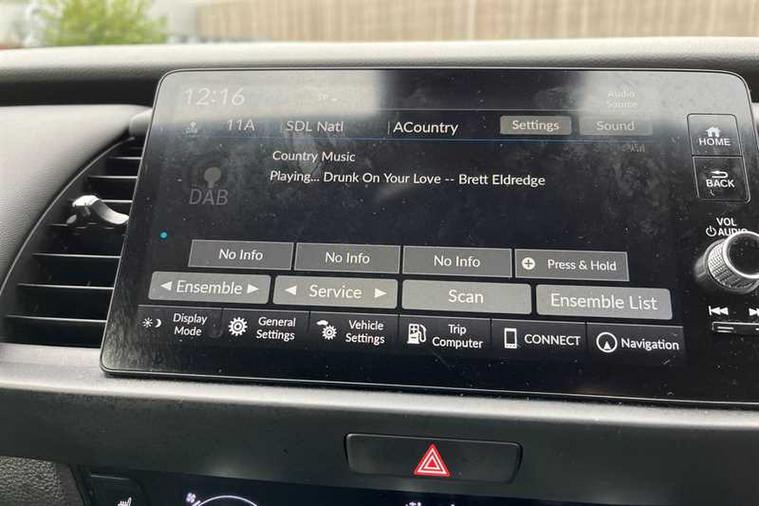 12:16
Audio
Source
11A SDL Natl ACountry Settings Sound
HOME
Country Music
Playing... Drunk On Your Love -- Brett Eldredge
BACK
DAB
VOL
AUDIO
No Info No Info No Info Press & Hold
Ensemble Service Scan Ensemble List
Display
Mode
General
Settings
Vehicle
Settings
Trip
Computer
CONNECT
Navigation